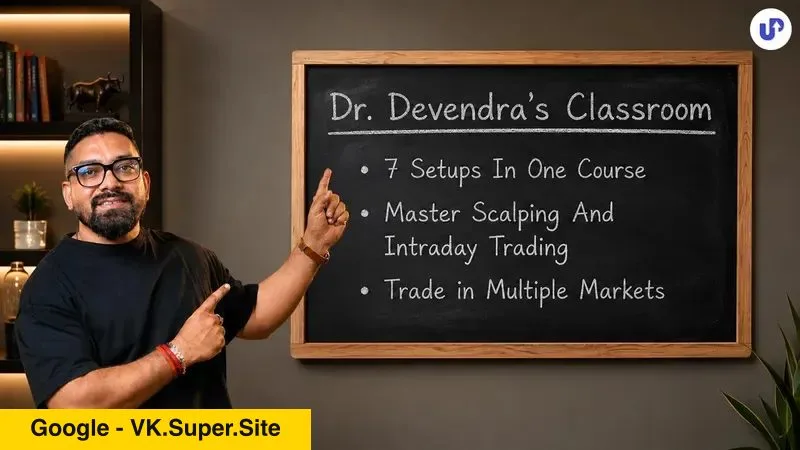 UP
Dr. Devendra's Classroom
• 7 Setups In One Course
• Master Scalping And
Intraday Trading
• Trade in Multiple Markets
Google - VK.Super.Site